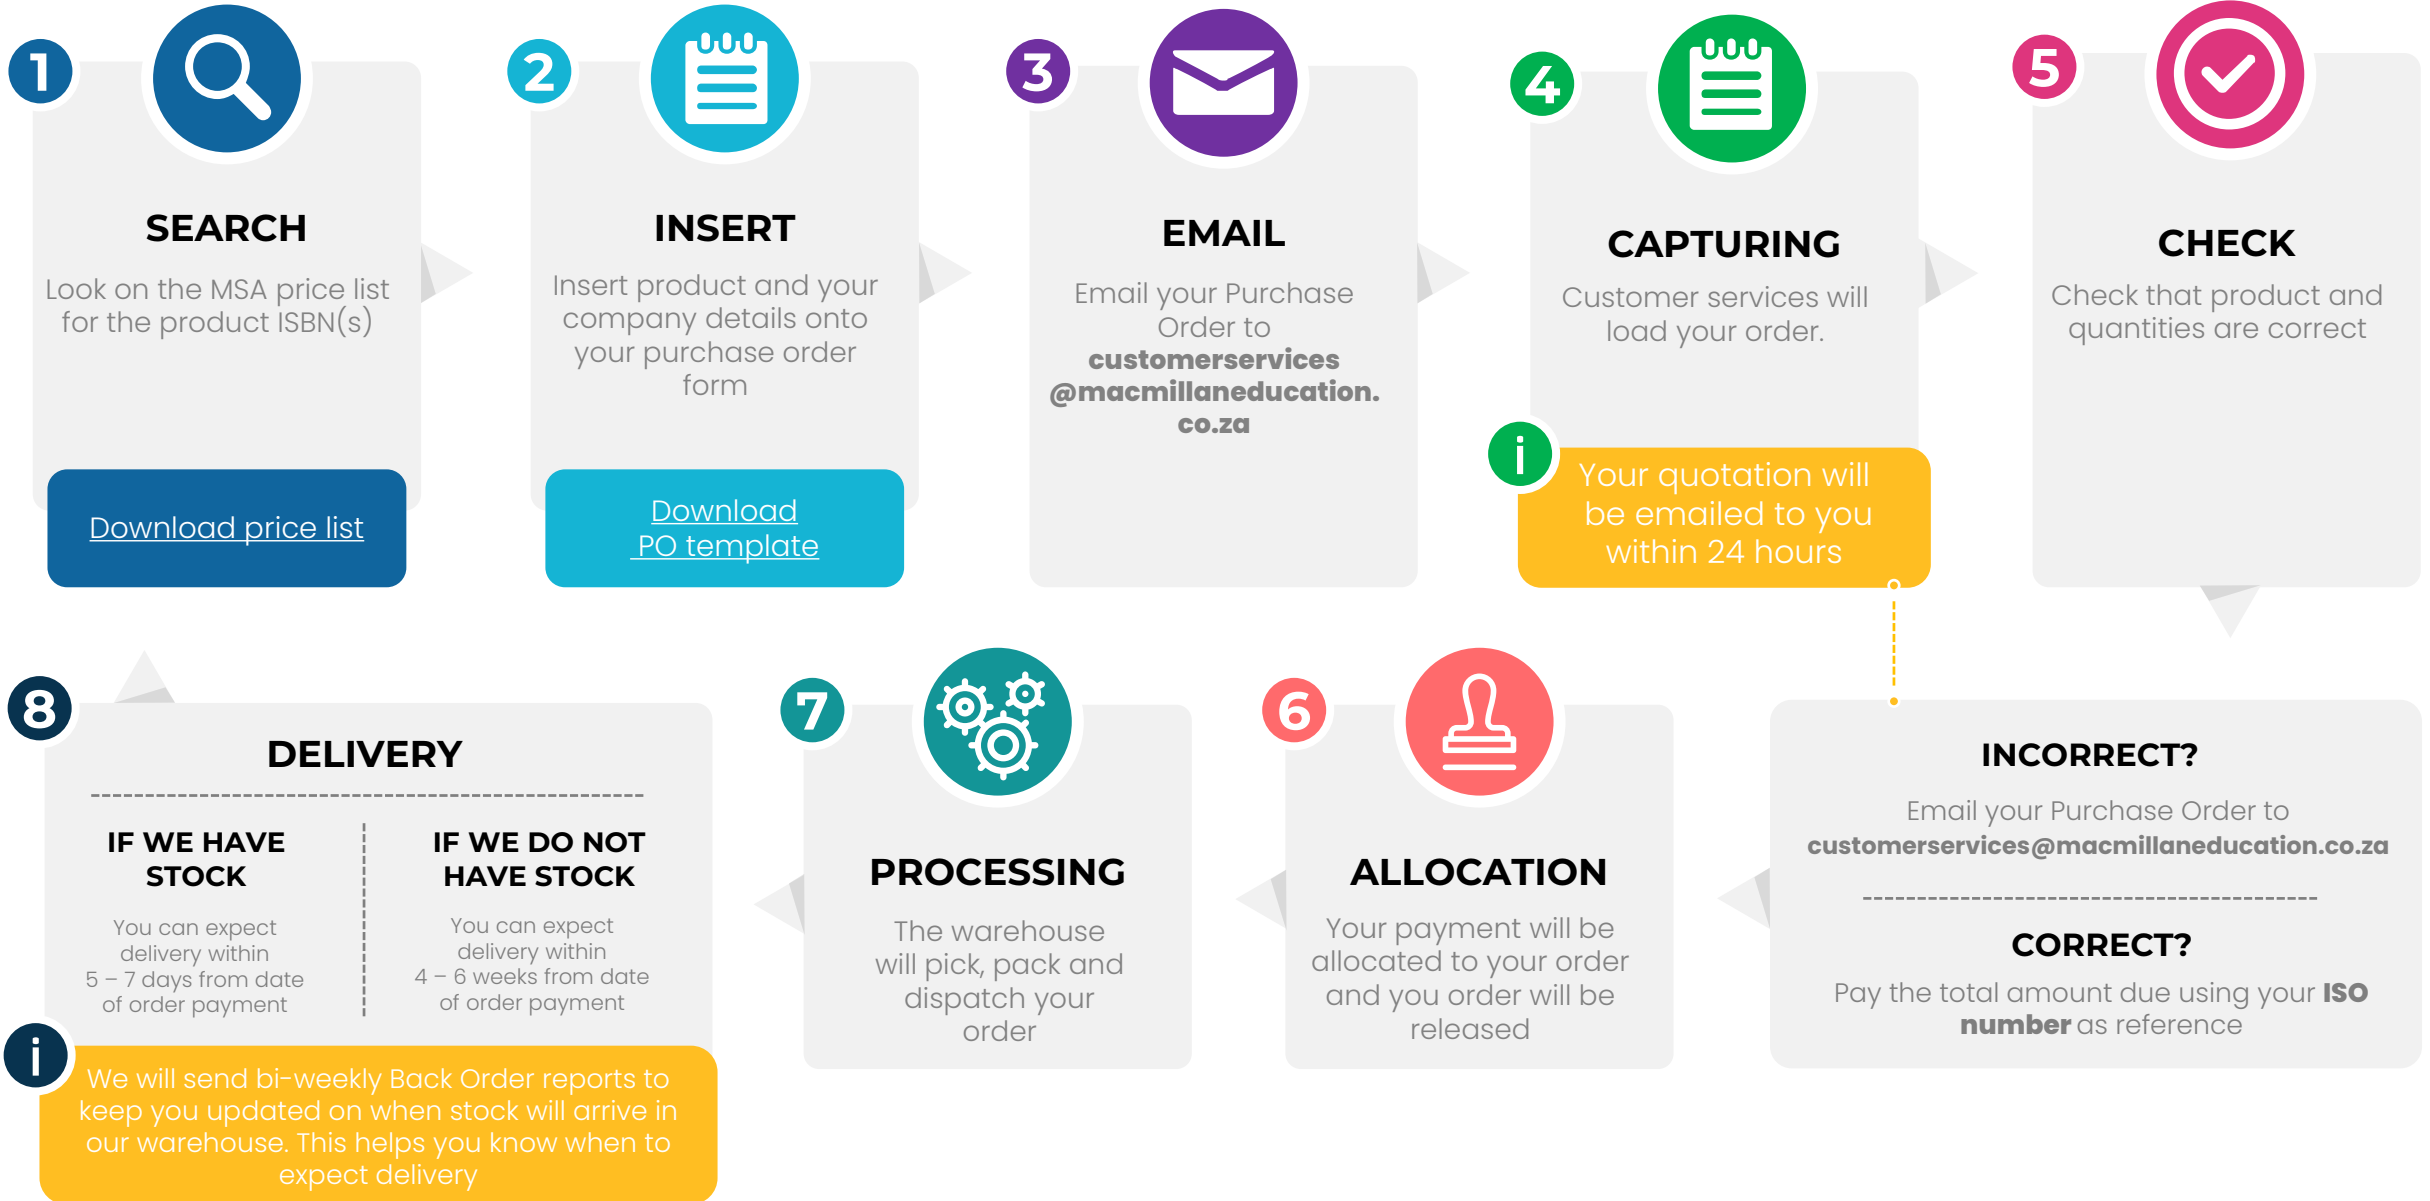 1
SEARCH
Look on the MSA price list
for the product ISBN(s)
Download price list
2
INSERT
Insert product and your
company details onto
your purchase order
form
Download
PO template
3
EMAIL
Email your Purchase
Order to
customerservices
@macmillaneducation.
co.za
4
CAPTURING
Customer services will
load your order.
i
Your quotation will
be emailed to you
within 24 hours
5
CHECK
Check that product and
quantities are correct
INCORRECT?
Email your Purchase Order to
customerservices@macmillaneducation.co.za
CORRECT?
Pay the total amount due using your ISO
number as reference
6
ALLOCATION
Your payment will be
allocated to your order
and you order will be
released
7
PROCESSING
The warehouse
will pick, pack and
dispatch your
order
8
DELIVERY
IF WE HAVE
STOCK
You can expect
delivery within
5 – 7 days from date
of order payment
IF WE DO NOT
HAVE STOCK
You can expect
delivery within
4 – 6 weeks from date
of order payment
i
We will send bi-weekly Back Order reports to
keep you updated on when stock will arrive in
our warehouse. This helps you know when to
expect delivery